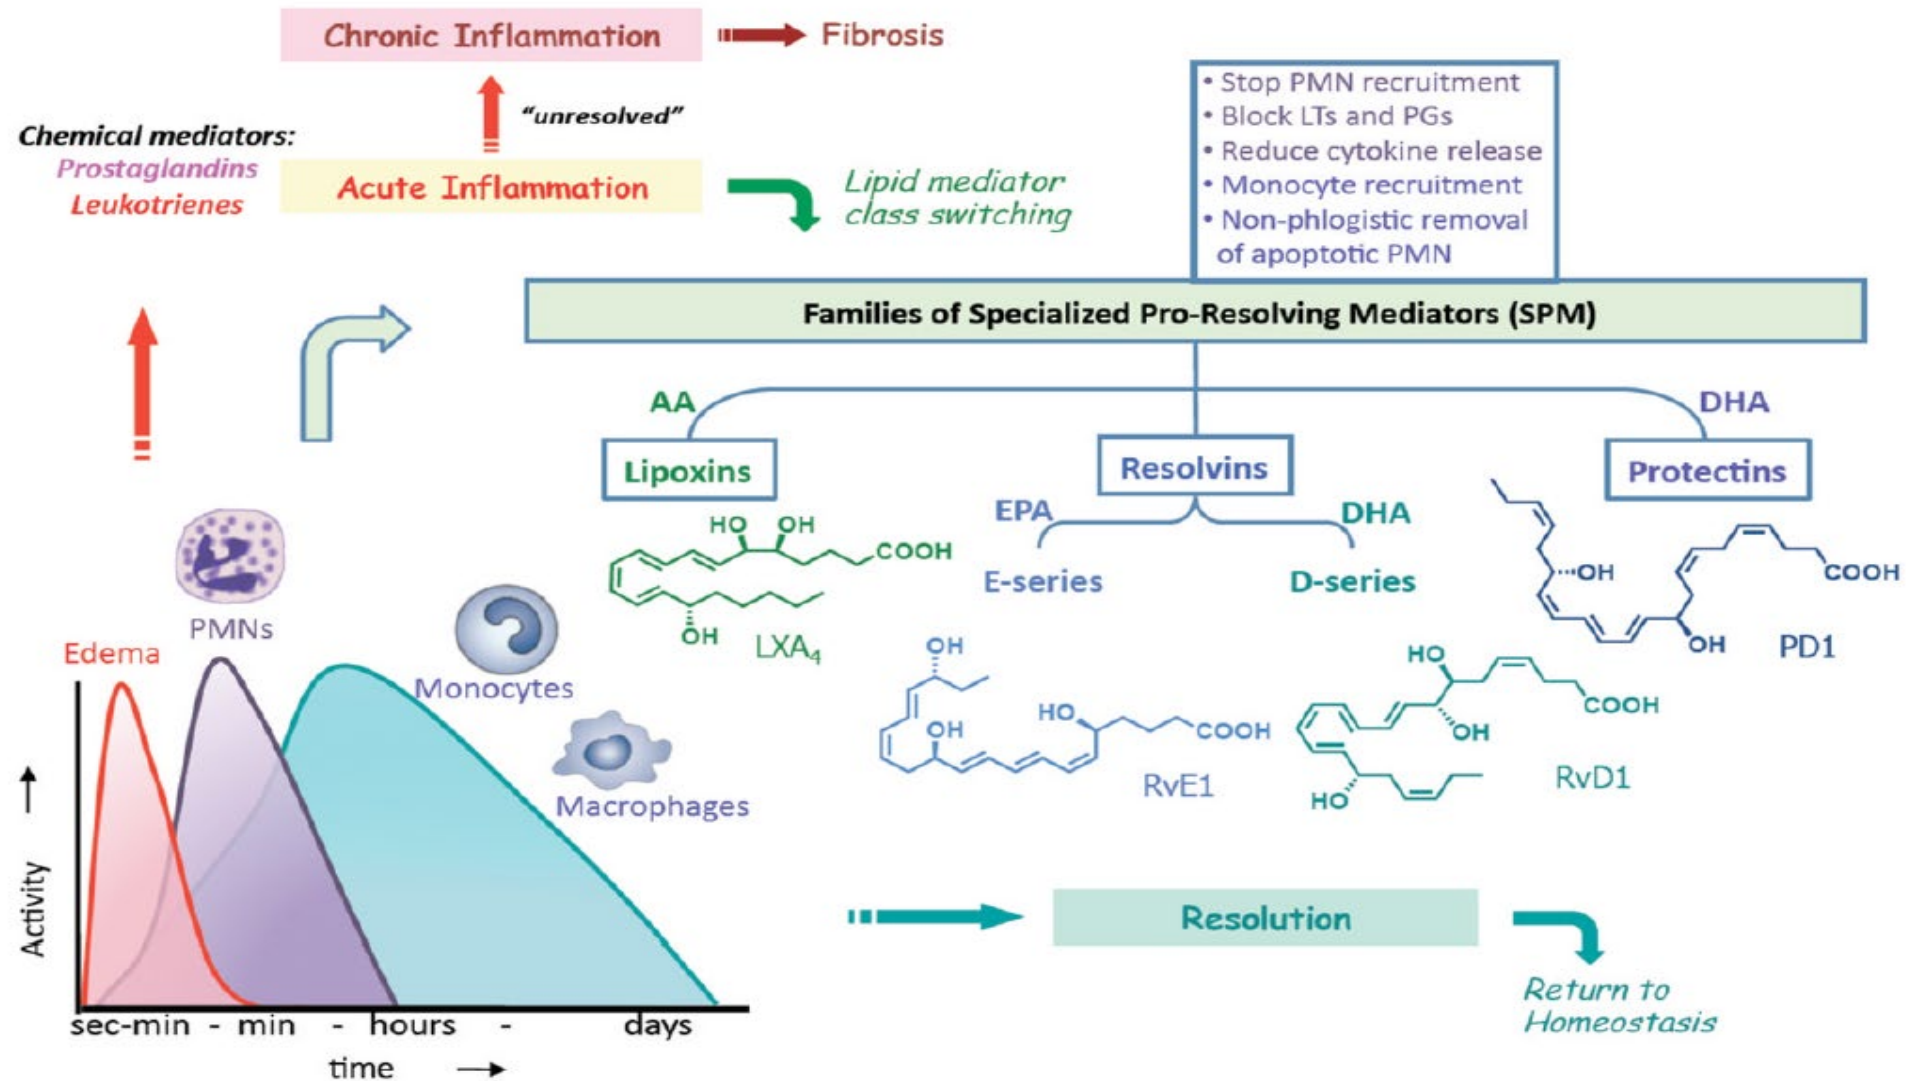 Chronic Inflammation
Fibrosis
"unresolved"
Chemical mediators:
Prostaglandins
Leukotrienes
Acute Inflammation
Lipid mediator
class switching
• Stop PMN recruitment
• Block LTs and PGs
• Reduce cytokine release
• Monocyte recruitment
• Non-phlogistic removal
of apoptotic PMN
Families of Specialized Pro-Resolving Mediators (SPM)
AA
DHA
Lipoxins
Resolvins
Protectins
EPA
DHA
E-series
D-series
HO
OH
COOH
OH
LXA4
OH
OH
HO
COOH
RvE1
HO
OH
COOH
HO
RvD1
OH
COOH
OH
PD1
PMNs
Edema
Monocytes
Macrophages
Activity
sec-min - min - hours - days
time
Resolution
Return to
Homeostasis